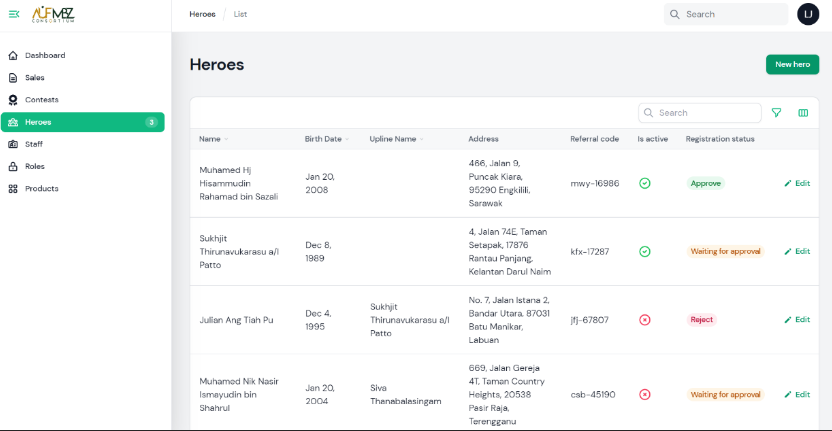 AUFMBZ
CONSORTIUM
Heroes / List
Search
IJ
Dashboard
Sales
Contests
Heroes 3
Staff
Roles
Products
Heroes
New hero
Search
Name Birth Date Upline Name Address Referral code Is active Registration status
Muhamed Hj
Hisammudin
Rahamad bin Sazali
Jan 20,
2008
466, Jalan 9,
Puncak Kiara,
95290 Engkilili,
Sarawak
mwy-16986
Approve
Edit
Sukhjit
Thirunavukarasu a/l
Patto
Dec 8,
1989
4, Jalan 74E, Taman
Setapak, 17876
Rantau Panjang,
Kelantan Darul Naim
kfx-17287
Waiting for approval
Edit
Julian Ang Tiah Pu
Dec 4,
1995
Sukhjit
Thirunavukarasu a/l
Patto
No. 7, Jalan Istana 2,
Bandar Utara, 87031
Batu Manikar,
Labuan
jfj-67807
Reject
Edit
Muhamed Nik Nasir
Ismayudin bin
Shahrul
Jan 20,
2004
Siva
Thanabalasingam
669, Jalan Gereja
4T, Taman Country
Heights, 20538
Pasir Raja,
Terengganu
csb-45190
Waiting for approval
Edit